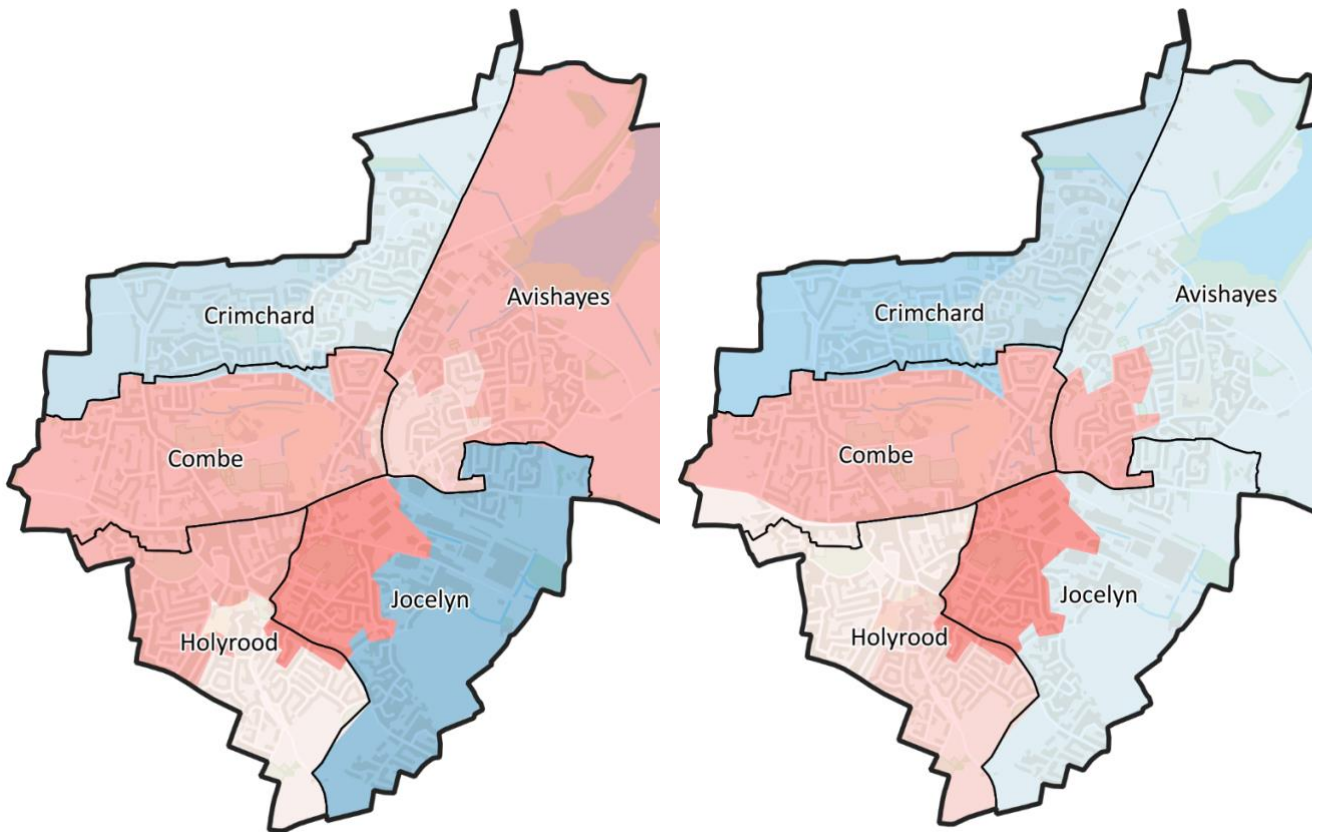 Crimchard
Avishayes
Combe
Jocelyn
Holyrood
Crimchard
Avishayes
Combe
Jocelyn
Holyrood